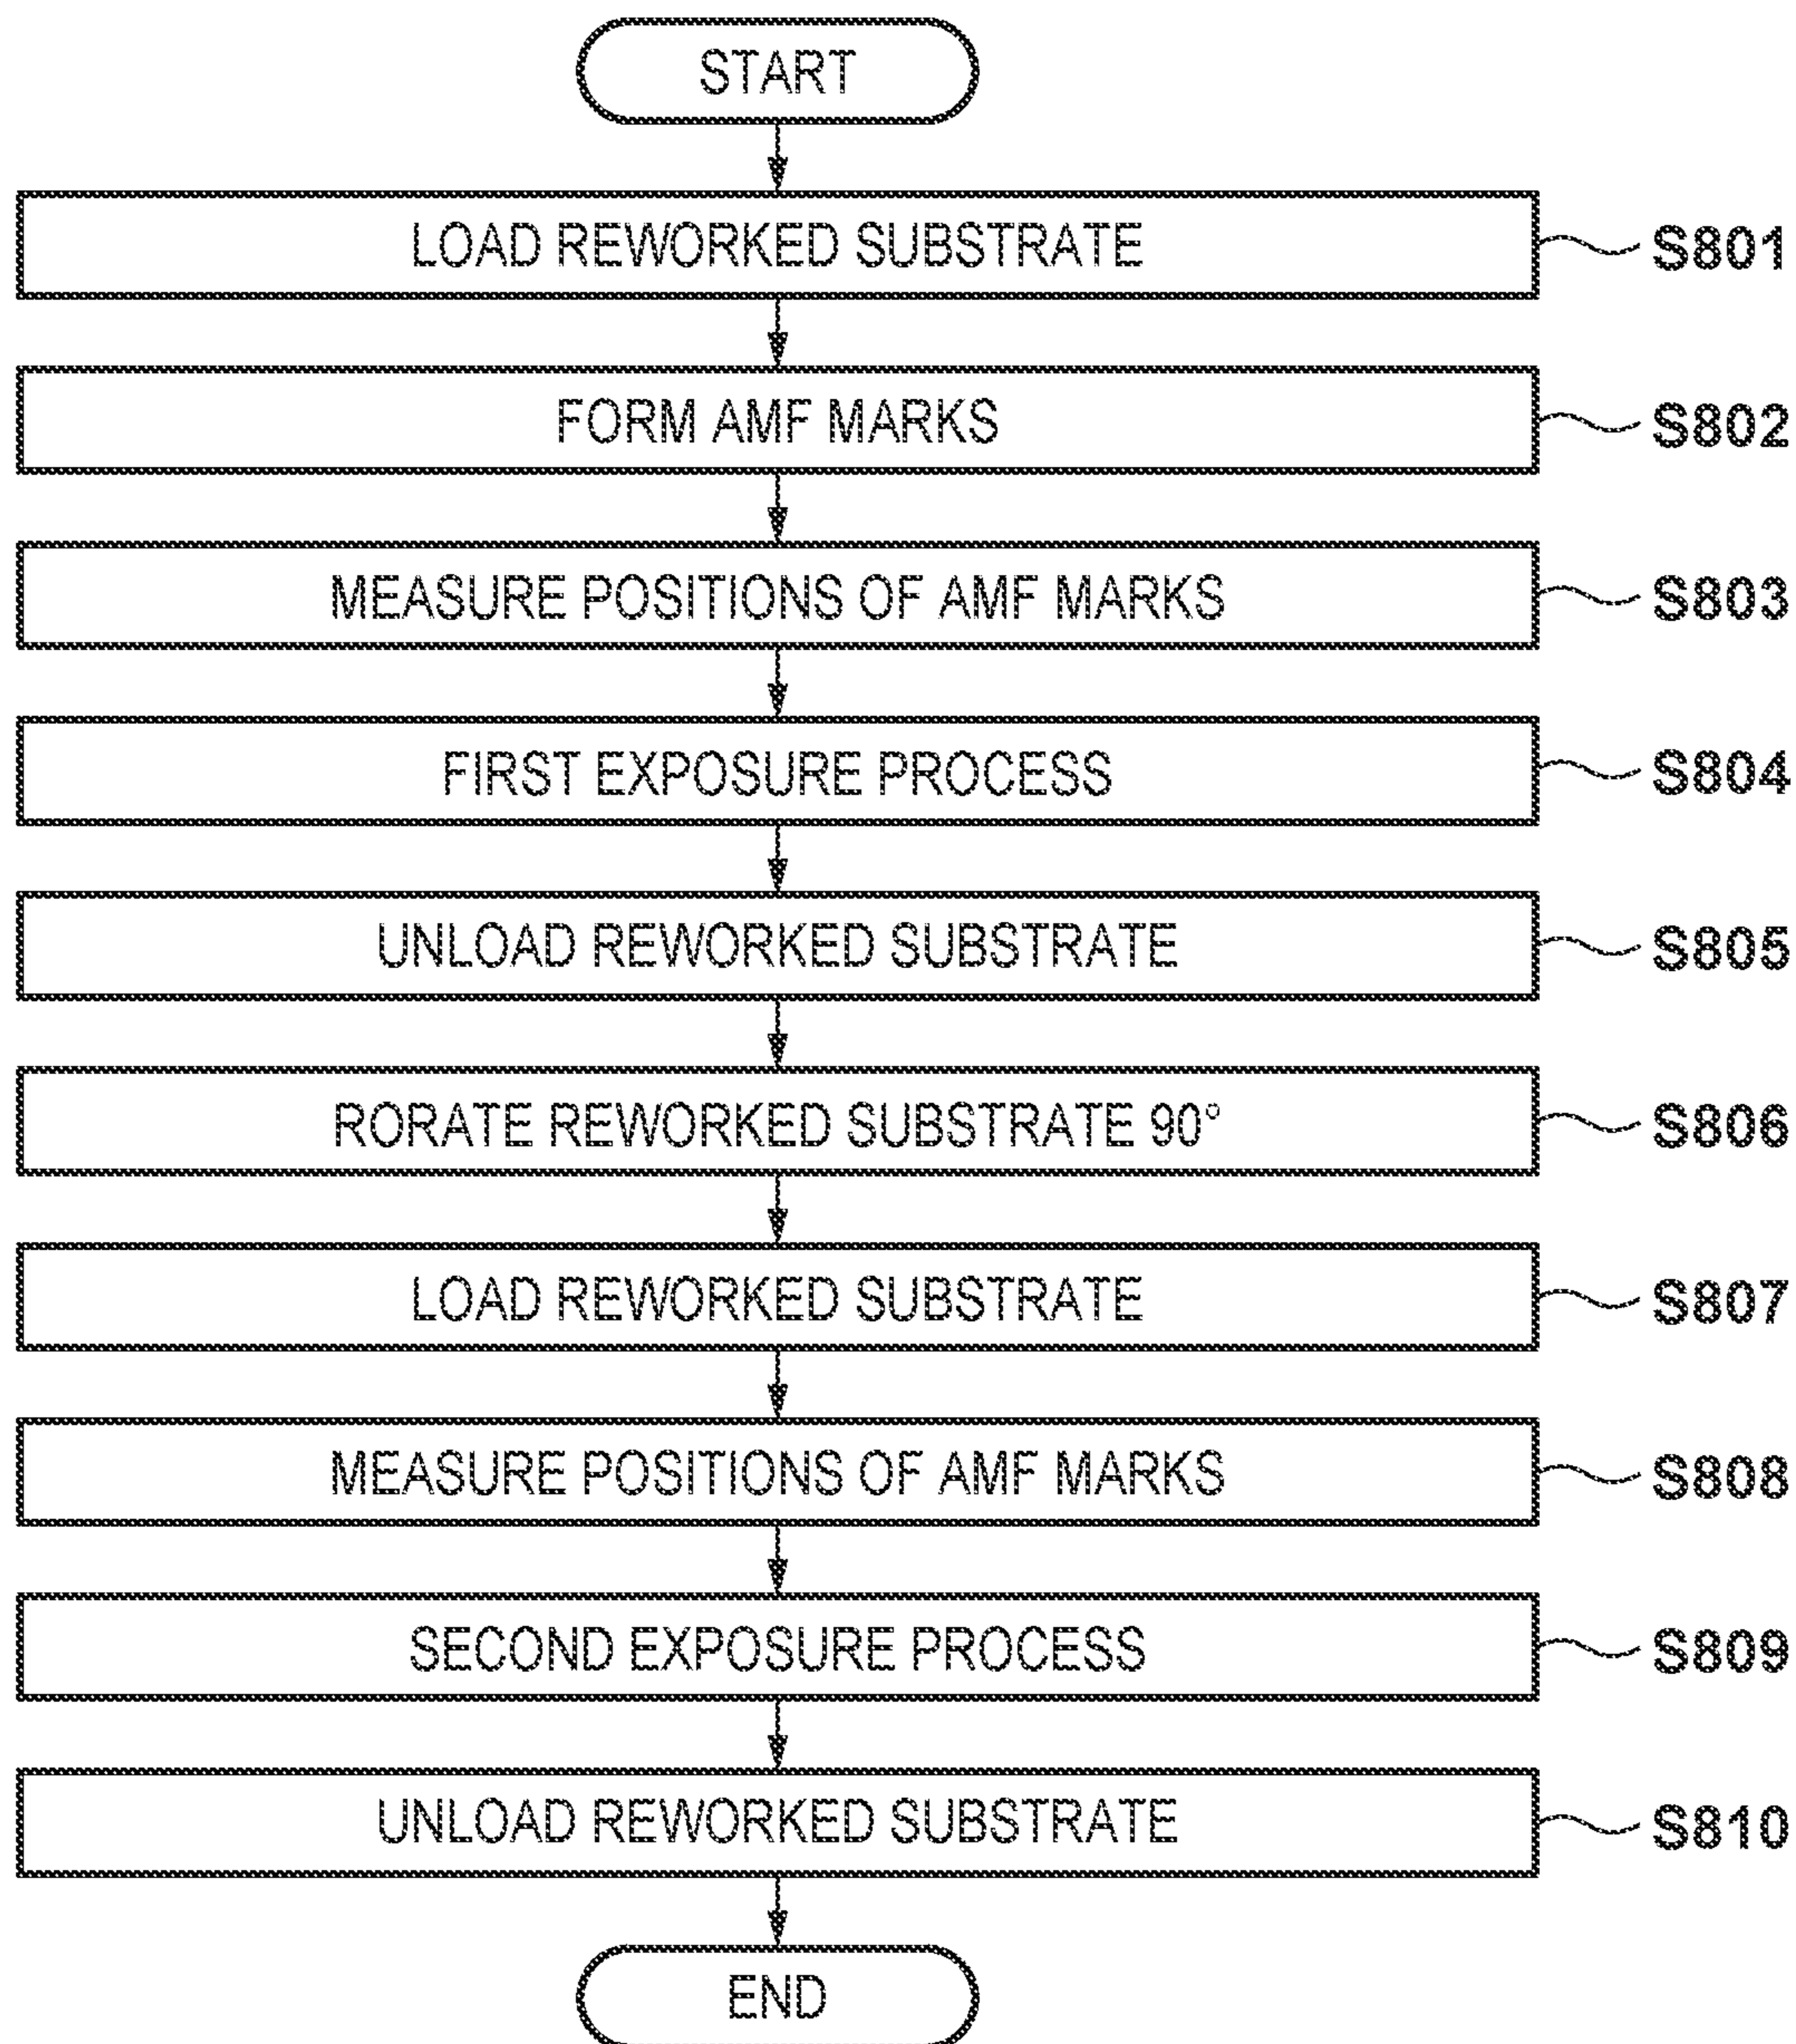 START
LOAD REWORKED SUBSTRATE S801
FORM AMF MARKS S802
MEASURE POSITIONS OF AMF MARKS S803
FIRST EXPOSURE PROCESS S804
UNLOAD REWORKED SUBSTRATE S805
RORATE REWORKED SUBSTRATE 90° S806
LOAD REWORKED SUBSTRATE S807
MEASURE POSITIONS OF AMF MARKS S808
SECOND EXPOSURE PROCESS S809
UNLOAD REWORKED SUBSTRATE S810
END